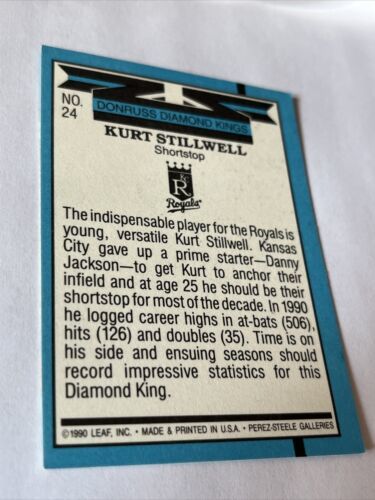 NO. 24
DONRUSS DIAMOND KINGS
KURT STILLWELL
Shortstop
KR
Royals
The indispensable player for the Royals is
young, versatile Kurt Stillwell. Kansas
City gave up a prime starter—Danny
Jackson—to get Kurt to anchor their
infield and at age 25 he should be their
shortstop for most of the decade. In 1990
he logged career highs in at-bats (506),
hits (126) and doubles (35). Time is on
his side and ensuing seasons should
record impressive statistics for this
Diamond King.
©1990 LEAF, INC. • MADE & PRINTED IN U.S.A. • PEREZ-STEELE GALLERIES